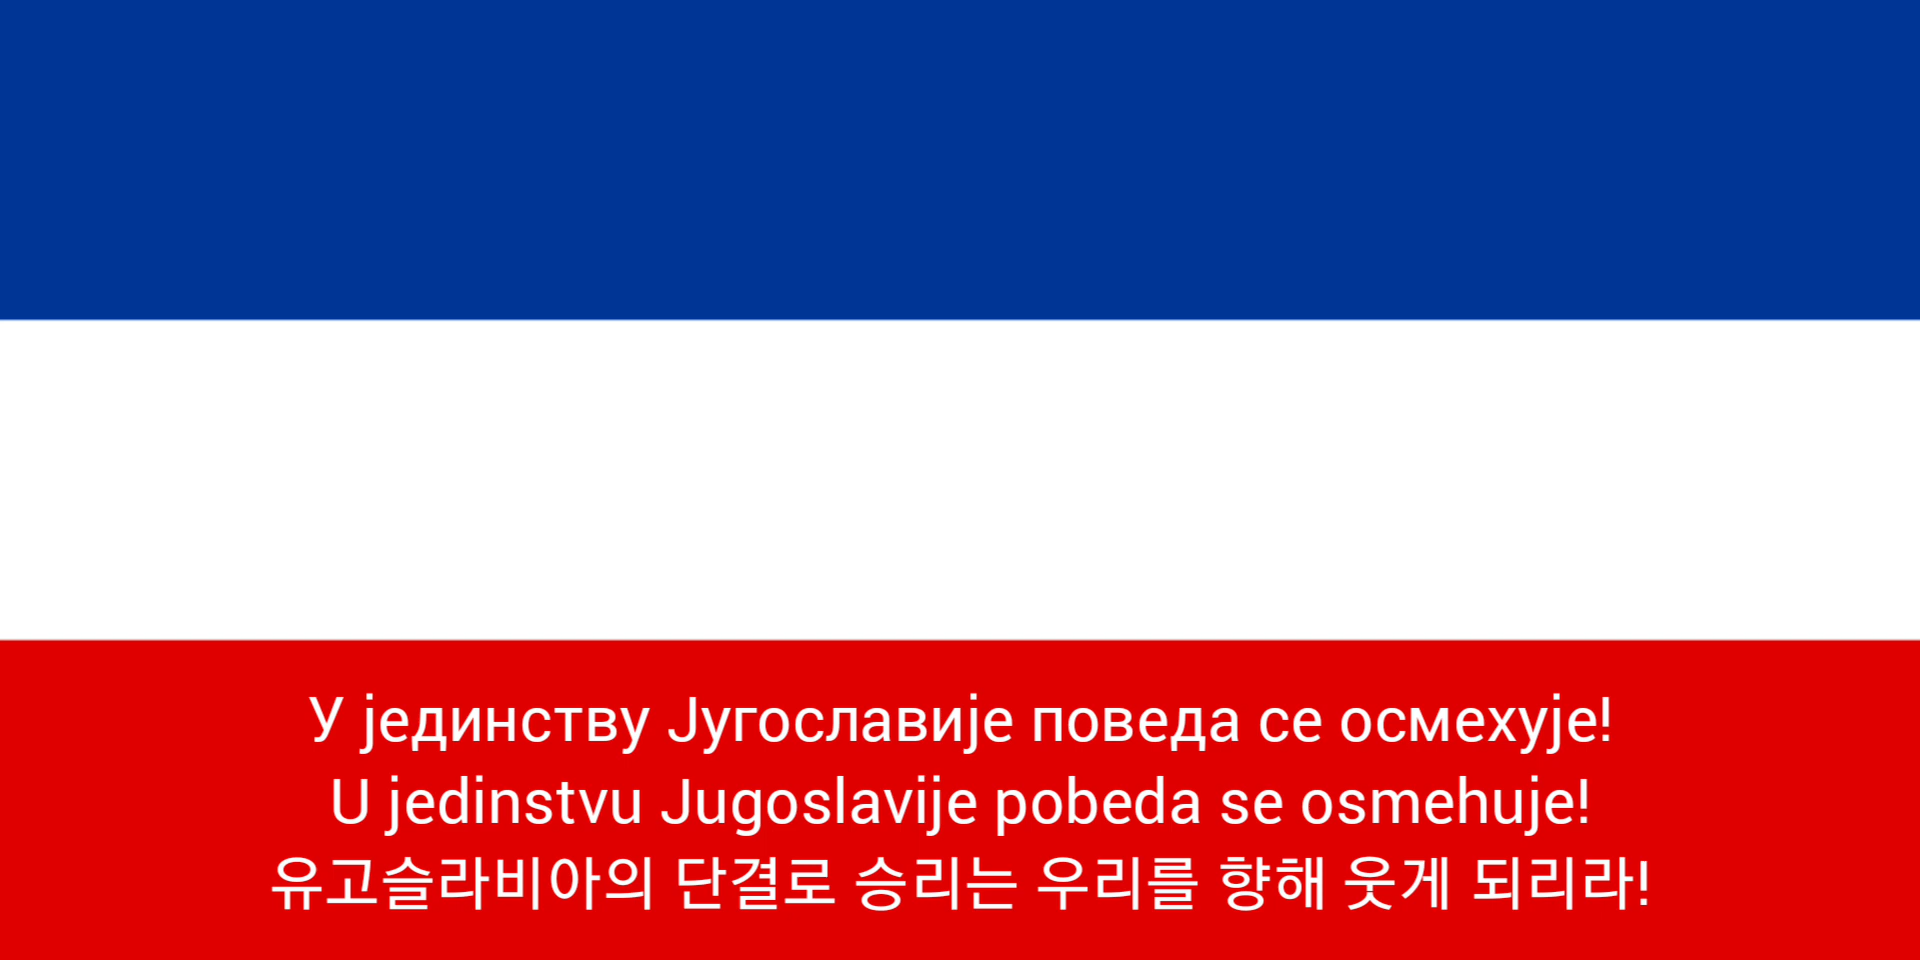 У јединству Југославије поведа се осмехује!
U jedinstvu Jugoslavije pobeda se osmehuje!
유고슬라비아의 단결로 승리는 우리를 향해 웃게 되리라!